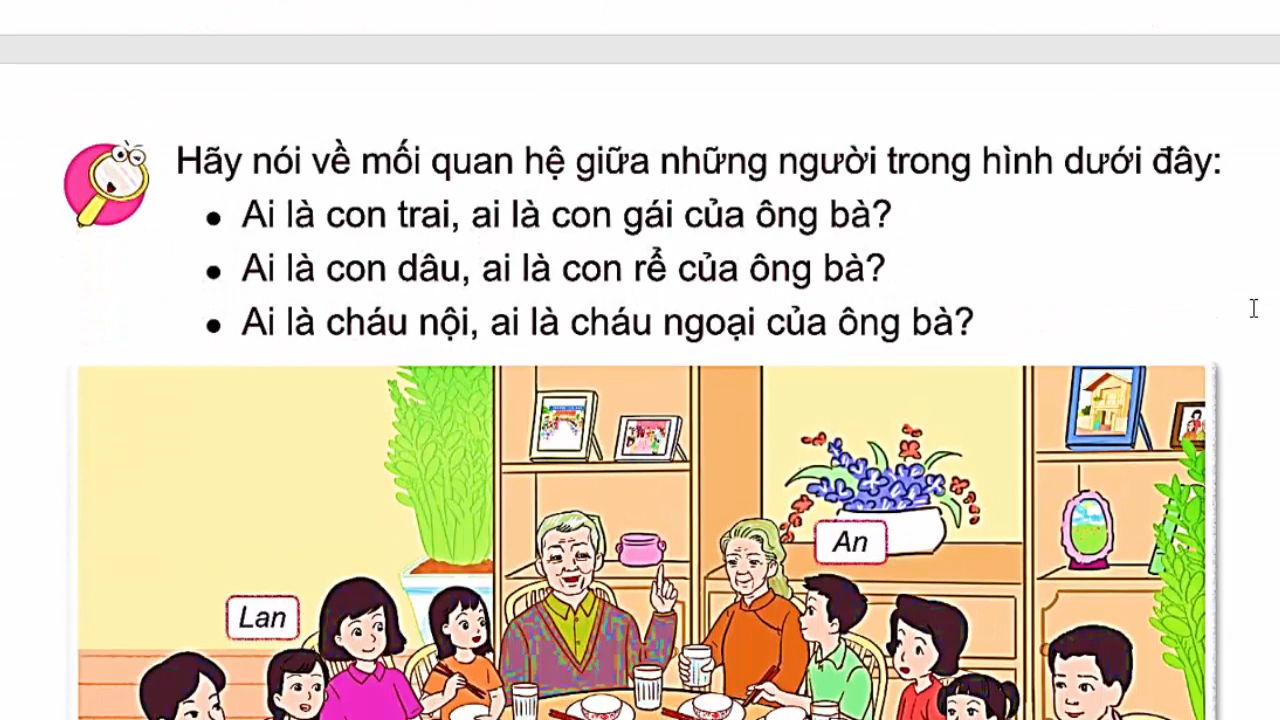 Hãy nói về mối quan hệ giữa những người trong hình dưới đây:
• Ai là con trai, ai là con gái của ông bà?
• Ai là con dâu, ai là con rể của ông bà?
• Ai là cháu nội, ai là cháu ngoại của ông bà?
An
Lan